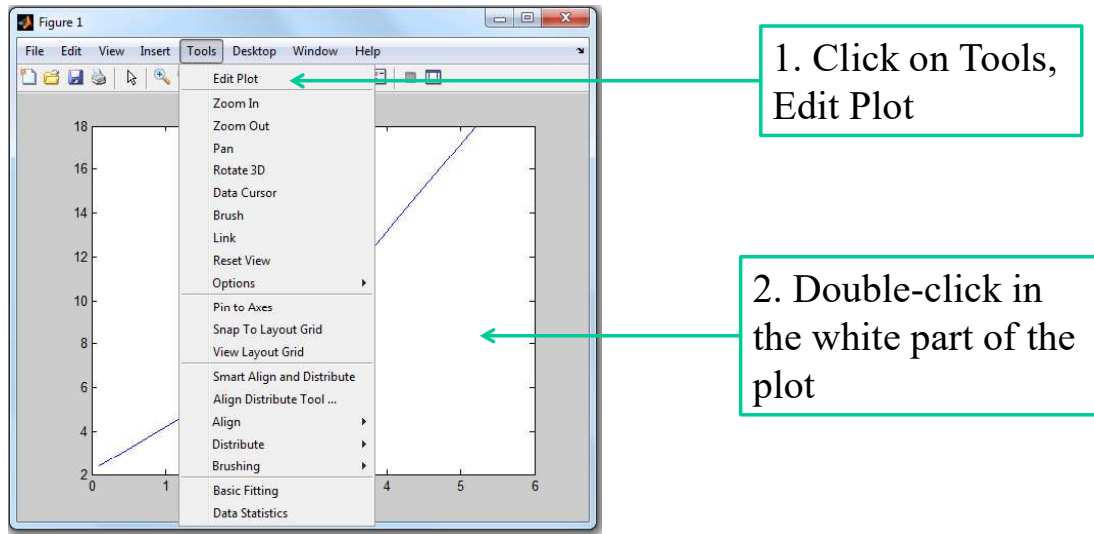 Figure 1
File Edit View Insert Tools Desktop Window Help
Edit Plot
Zoom In
Zoom Out
Pan
Rotate 3D
Data Cursor
Brush
Link
Reset View
Options
Pin to Axes
Snap To Layout Grid
View Layout Grid
Smart Align and Distribute
Align Distribute Tool ...
Align
Distribute
Brushing
Basic Fitting
Data Statistics
18
16
14
12
10
8
6
4
2
0 1 4 5 6
1. Click on Tools,
Edit Plot
2. Double-click in
the white part of the
plot